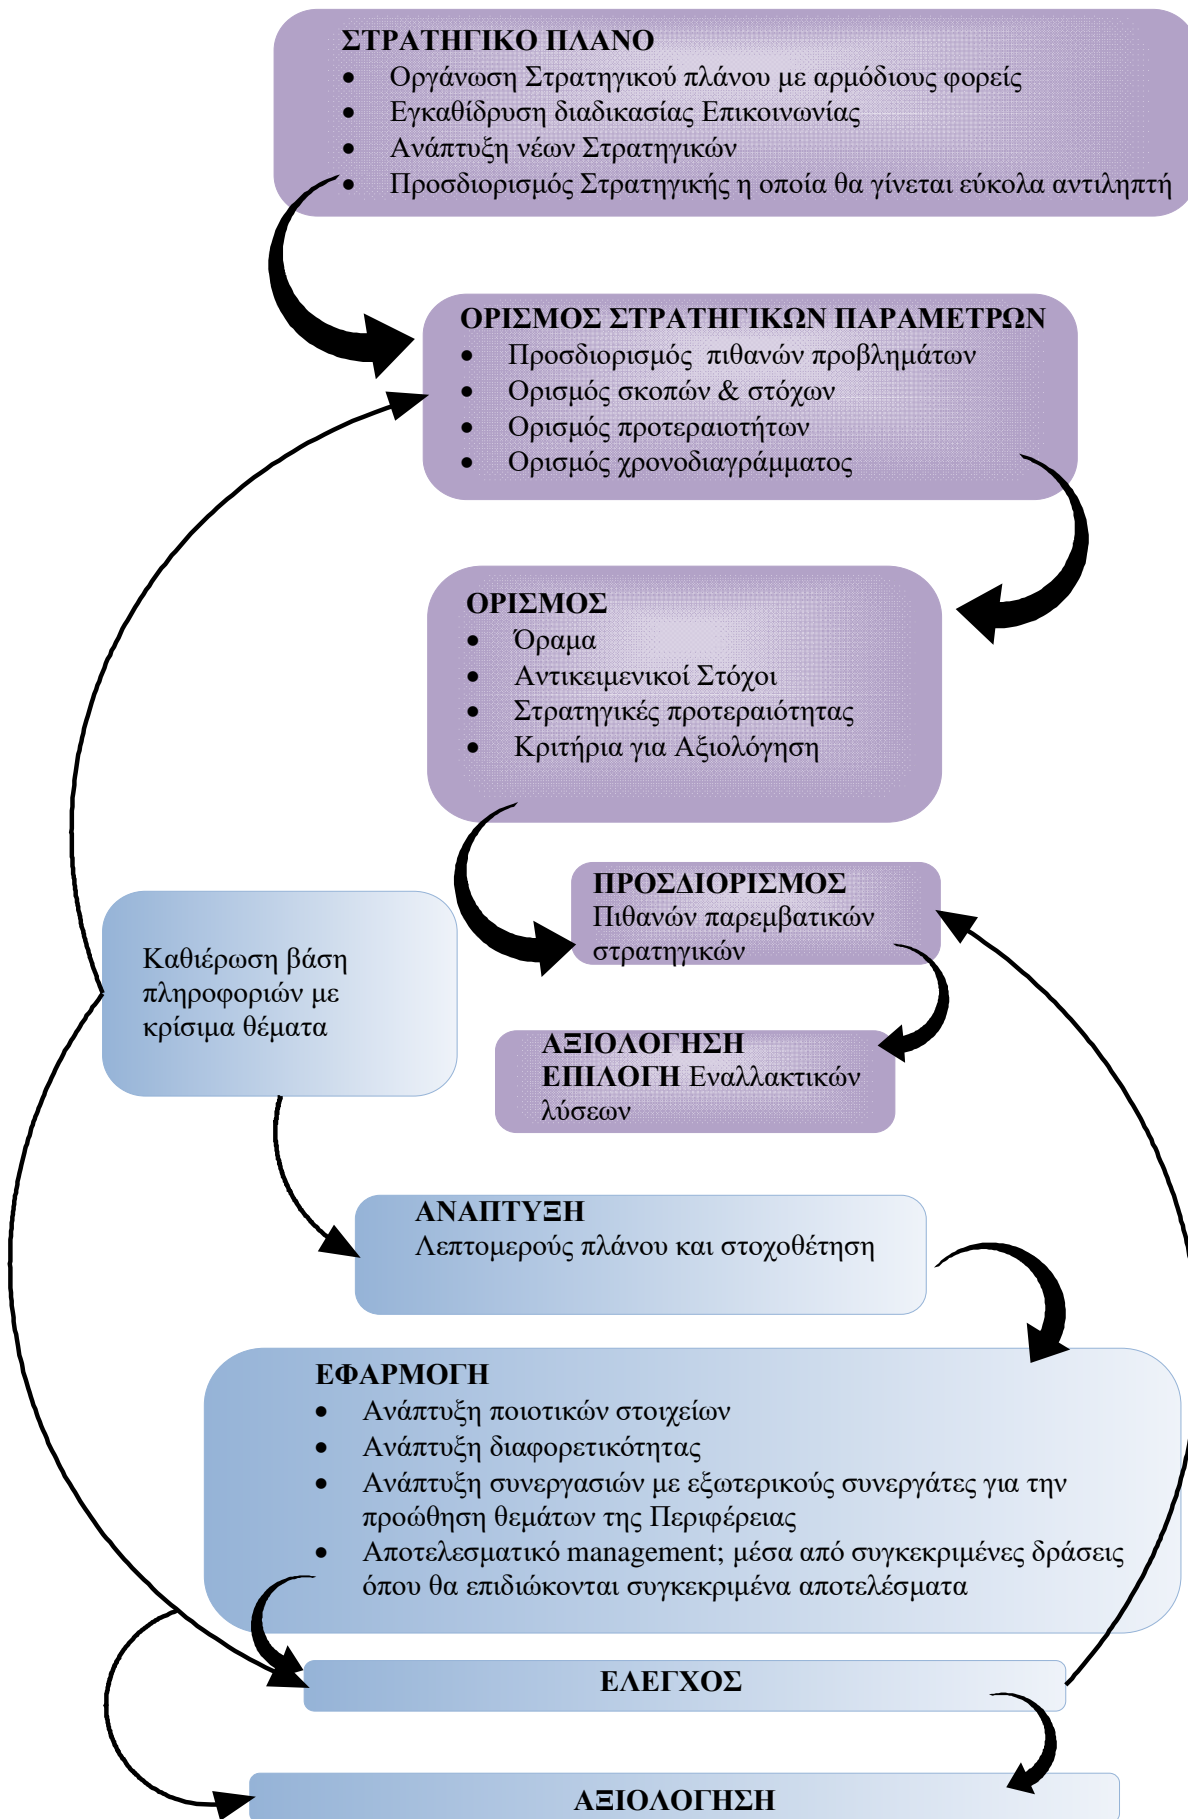 ΣΤΡΑΤΗΓΙΚΟ ΠΛΑΝΟ
• Οργάνωση Στρατηγικού πλάνου με αρμόδιους φορείς
• Εγκαθίδρυση διαδικασίας Επικοινωνίας
• Ανάπτυξη νέων Στρατηγικών
• Προσδιορισμός Στρατηγικής η οποία θα γίνεται εύκολα αντιληπτή
ΟΡΙΣΜΟΣ ΣΤΡΑΤΗΓΙΚΩΝ ΠΑΡΑΜΕΤΡΩΝ
• Προσδιορισμός πιθανών προβλημάτων
• Ορισμός σκοπών & στόχων
• Ορισμός προτεραιοτήτων
• Ορισμός χρονοδιαγράμματος
ΟΡΙΣΜΟΣ
• Όραμα
• Αντικειμενικοί Στόχοι
• Στρατηγικές προτεραιότητας
• Κριτήρια για Αξιολόγηση
ΠΡΟΣΔΙΟΡΙΣΜΟΣ
Πιθανών παρεμβατικών
στρατηγικών
Καθιέρωση βάση
πληροφοριών με
κρίσιμα θέματα
ΑΞΙΟΛΟΓΗΣΗ
ΕΠΙΛΟΓΗ Εναλλακτικών
λύσεων
ΑΝΑΠΤΥΞΗ
Λεπτομερούς πλάνου και στοχοθέτηση
ΕΦΑΡΜΟΓΗ
• Ανάπτυξη ποιοτικών στοιχείων
• Ανάπτυξη διαφορετικότητας
• Ανάπτυξη συνεργασιών με εξωτερικούς συνεργάτες για την
προώθηση θεμάτων της Περιφέρειας
• Αποτελεσματικό management; μέσα από συγκεκριμένες δράσεις
όπου θα επιδιώκονται συγκεκριμένα αποτελέσματα
ΕΛΕΓΧΟΣ
ΑΞΙΟΛΟΓΗΣΗ